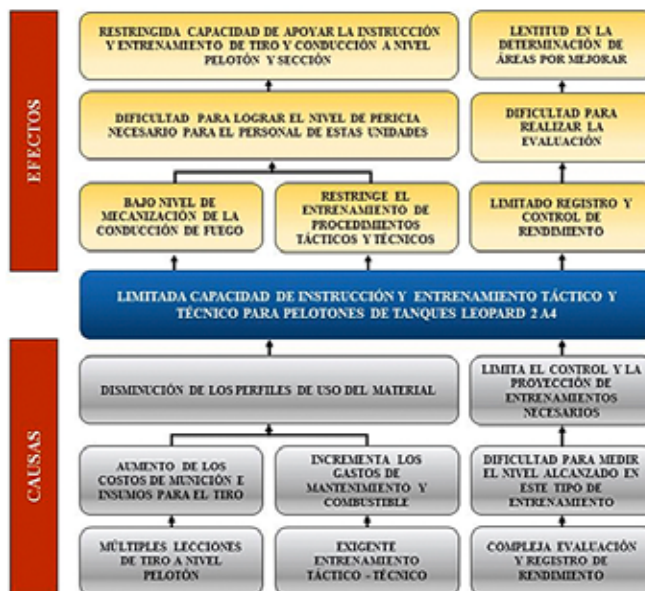 EFECTOS
RESTRINGIDA CAPACIDAD DE APOYAR LA INSTRUCCIÓN
Y ENTRENAMIENTO DE TIRO Y CONDUCCIÓN A NIVEL
PELOTÓN Y SECCIÓN
LENTITUD EN LA
DETERMINACIÓN DE
ÁREAS POR MEJORAR
DIFICULTAD PARA LOGRAR EL NIVEL DE PERICIA
NECESARIO PARA EL PERSONAL DE ESTAS UNIDADES
DIFICULTAD PARA
REALIZAR LA
EVALUACIÓN
BAJO NIVEL DE
MECANIZACIÓN DE LA
CONDUCCIÓN DE FUEGO
RESTRINGE EL
ENTRENAMIENTO DE
PROCEDIMIENTOS
TÁCTICOS Y TÉCNICOS
LIMITADO REGISTRO Y
CONTROL DE
RENDIMIENTO
LIMITADA CAPACIDAD DE INSTRUCCIÓN Y ENTRENAMIENTO TÁCTICO Y
TÉCNICO PARA PELOTONES DE TANQUES LEOPARD 2 A4
CAUSAS
DISMINUCIÓN DE LOS PERFILES DE USO DEL MATERIAL
LIMITA EL CONTROL Y LA
PROYECCIÓN DE
ENTRENAMIENTOS
NECESARIOS
AUMENTO DE LOS
COSTOS DE MUNICIÓN E
INSUMOS PARA EL TIRO
INCREMENTA LOS
GASTOS DE
MANTENIMIENTO Y
COMBUSTIBLE
DIFICULTAD PARA MEDIR
EL NIVEL ALCANZADO EN
ESTE TIPO DE
ENTRENAMIENTO
MÚLTIPLES LECCIONES
DE TIRO A NIVEL
PELOTÓN
EXIGENTE
ENTRENAMIENTO
TÁCTICO - TÉCNICO
COMPLEJA EVALUACIÓN
Y REGISTRO DE
RENDIMIENTO